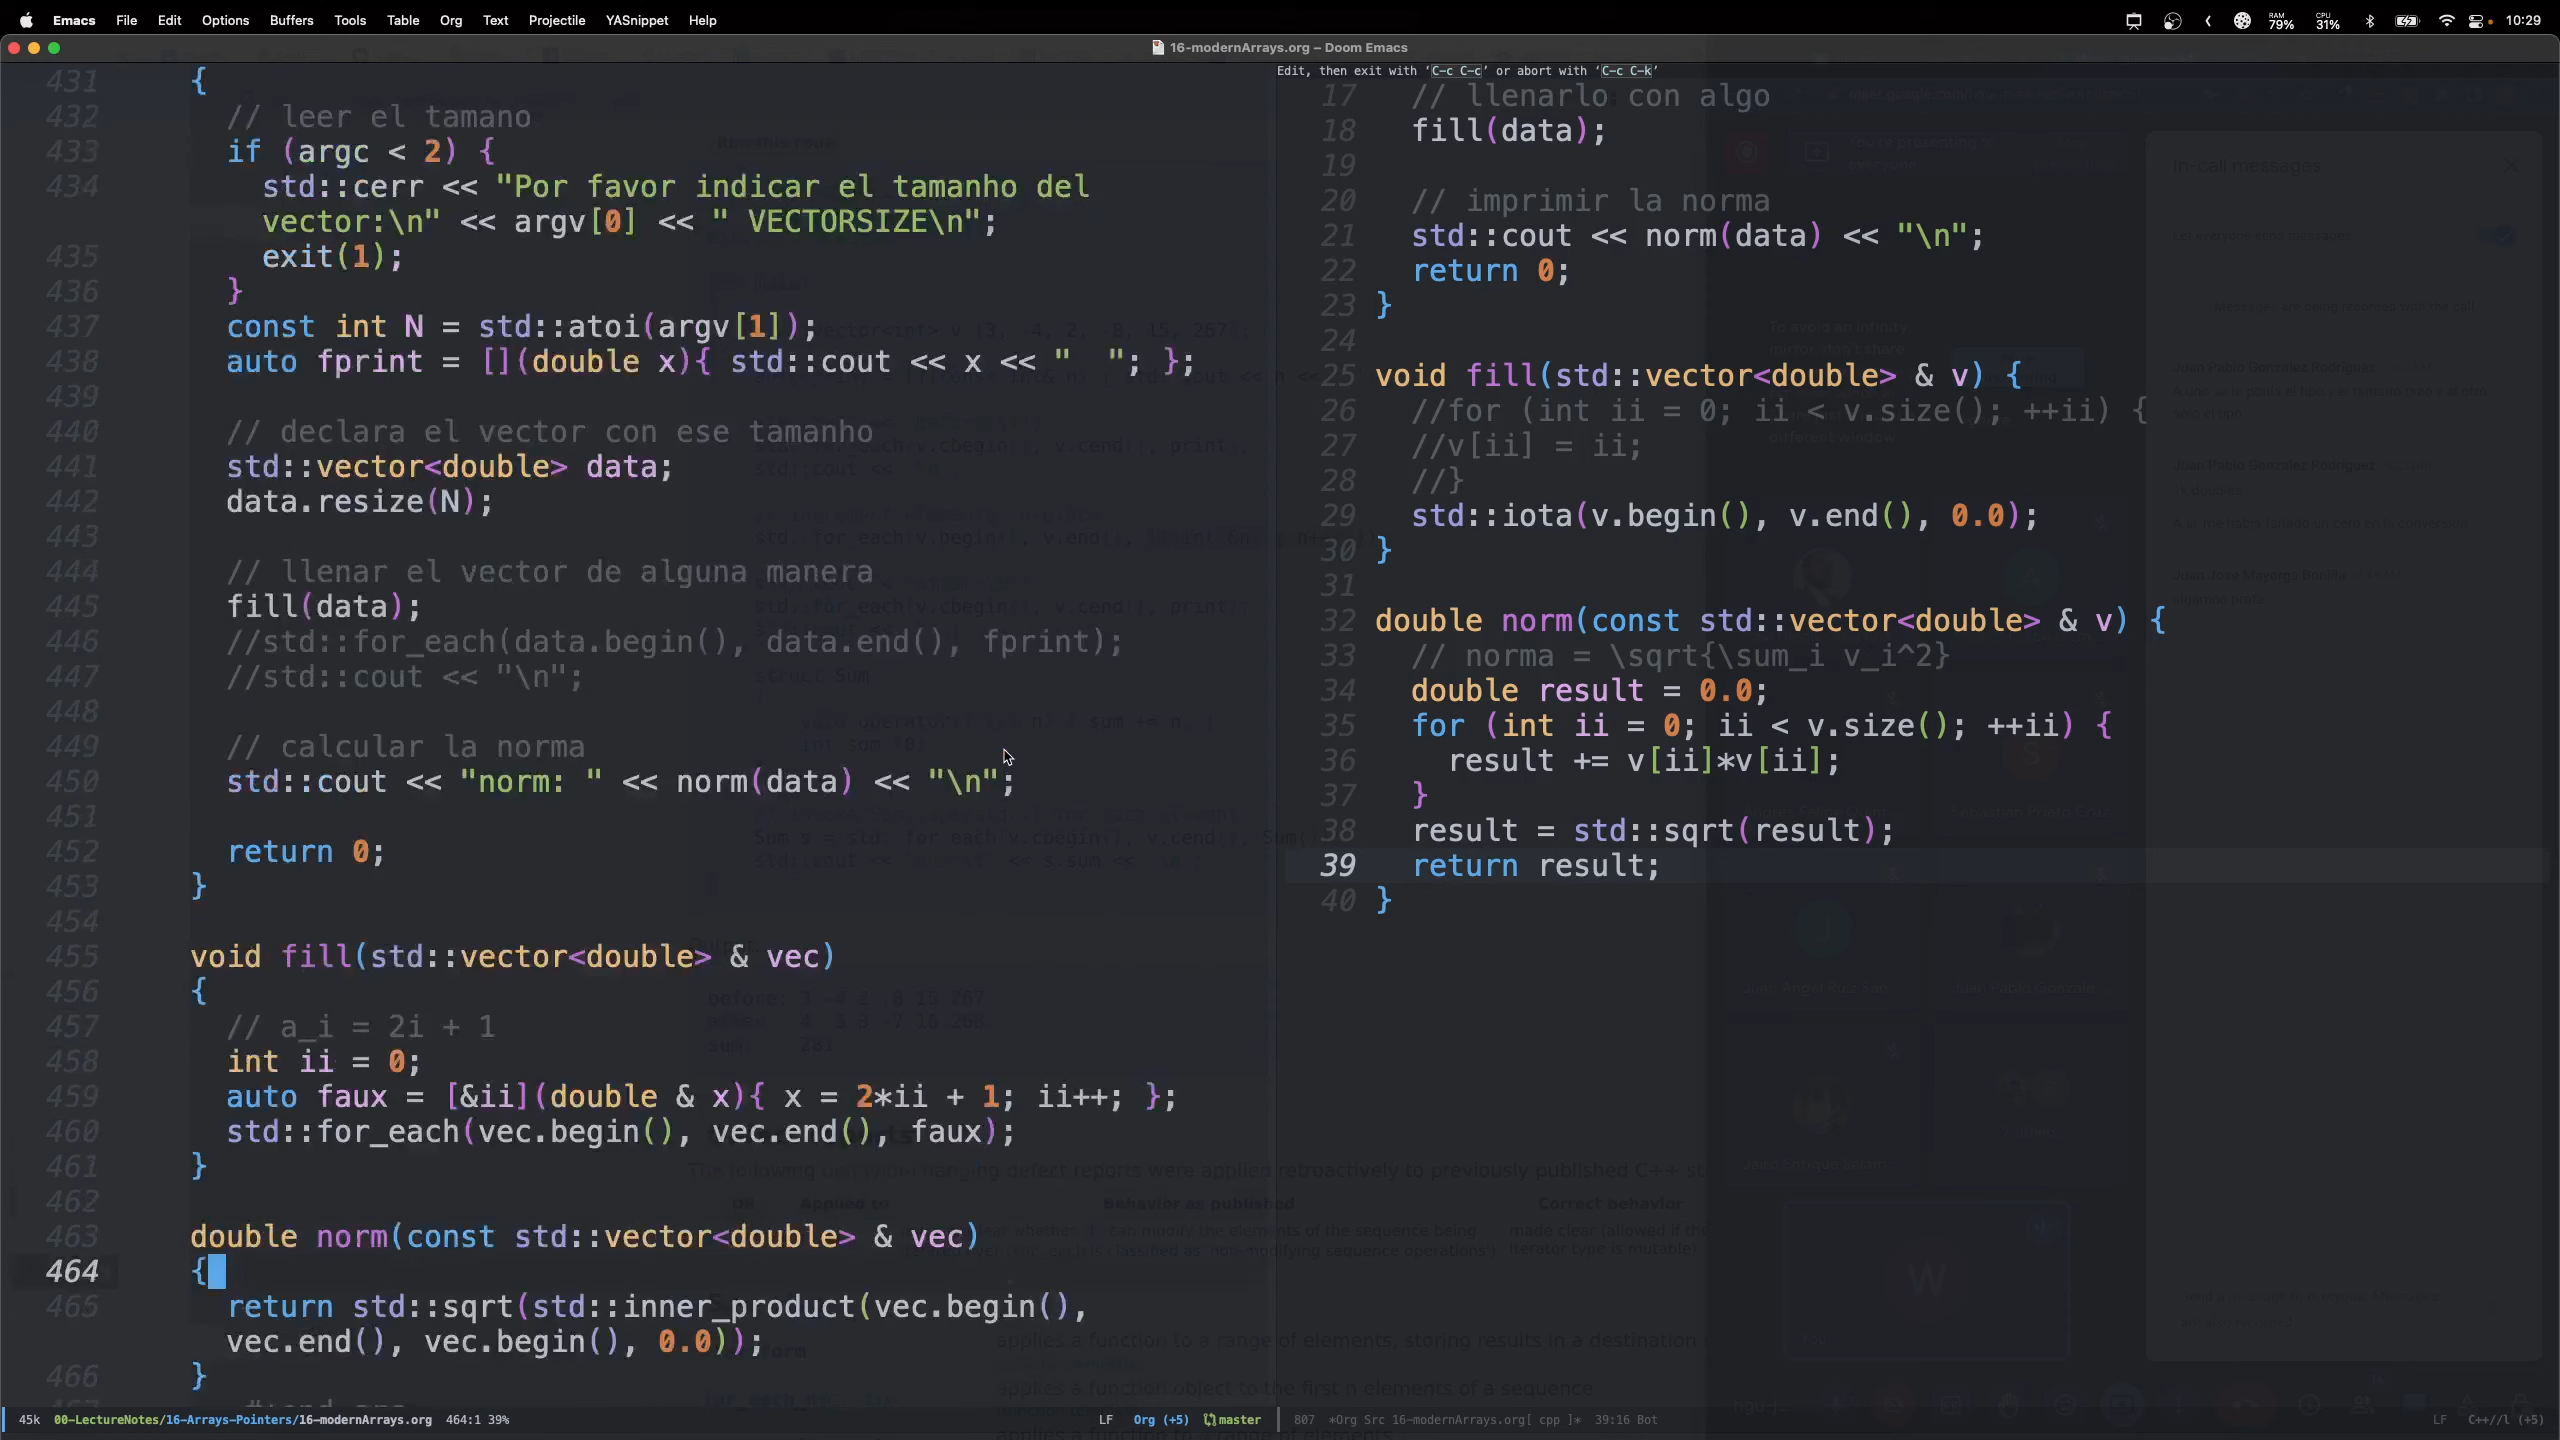 Emacs File Edit Options Buffers Tools Table Org Text Projectile YASnippet Help
RAM 79% CPU 31% 10:29
16-modernArrays.org – Doom Emacs
431 {
432 // leer el tamano
433 if (argc < 2) {
434 std::cerr << "Por favor indicar el tamanho del
vector:\n" << argv[0] << " VECTORSIZE\n";
435 exit(1);
436 }
437 const int N = std::atoi(argv[1]);
438 auto fprint = [](double x){ std::cout << x << "  "; };
439
440 // declara el vector con ese tamanho
441 std::vector<double> data;
442 data.resize(N);
443
444 // llenar el vector de alguna manera
445 fill(data);
446 //std::for_each(data.begin(), data.end(), fprint);
447 //std::cout << "\n";
448
449 // calcular la norma
450 std::cout << "norm: " << norm(data) << "\n";
451
452 return 0;
453 }
454
455 void fill(std::vector<double> & vec)
456 {
457 // a_i = 2i + 1
458 int ii = 0;
459 auto faux = [&ii](double & x){ x = 2*ii + 1; ii++; };
460 std::for_each(vec.begin(), vec.end(), faux);
461 }
462
463 double norm(const std::vector<double> & vec)
464 {
465 return std::sqrt(std::inner_product(vec.begin(),
vec.end(), vec.begin(), 0.0));
466 }
45k 00-LectureNotes/16-Arrays-Pointers/16-modernArrays.org 464:1 39% LF Org (+5) master
Edit, then exit with ‘C-c C-c’ or abort with ‘C-c C-k’
17 // llenarlo con algo
18 fill(data);
19
20 // imprimir la norma
21 std::cout << norm(data) << "\n";
22 return 0;
23 }
24
25 void fill(std::vector<double> & v) {
26 //for (int ii = 0; ii < v.size(); ++ii) {
27 //v[ii] = ii;
28 //}
29 std::iota(v.begin(), v.end(), 0.0);
30 }
31
32 double norm(const std::vector<double> & v) {
33 // norma = \sqrt{\sum_i v_i^2}
34 double result = 0.0;
35 for (int ii = 0; ii < v.size(); ++ii) {
36 result += v[ii]*v[ii];
37 }
38 result = std::sqrt(result);
39 return result;
40 }
807 *Org Src 16-modernArrays.org[ cpp ]* 39:16 Bot LF C++//l (+5)